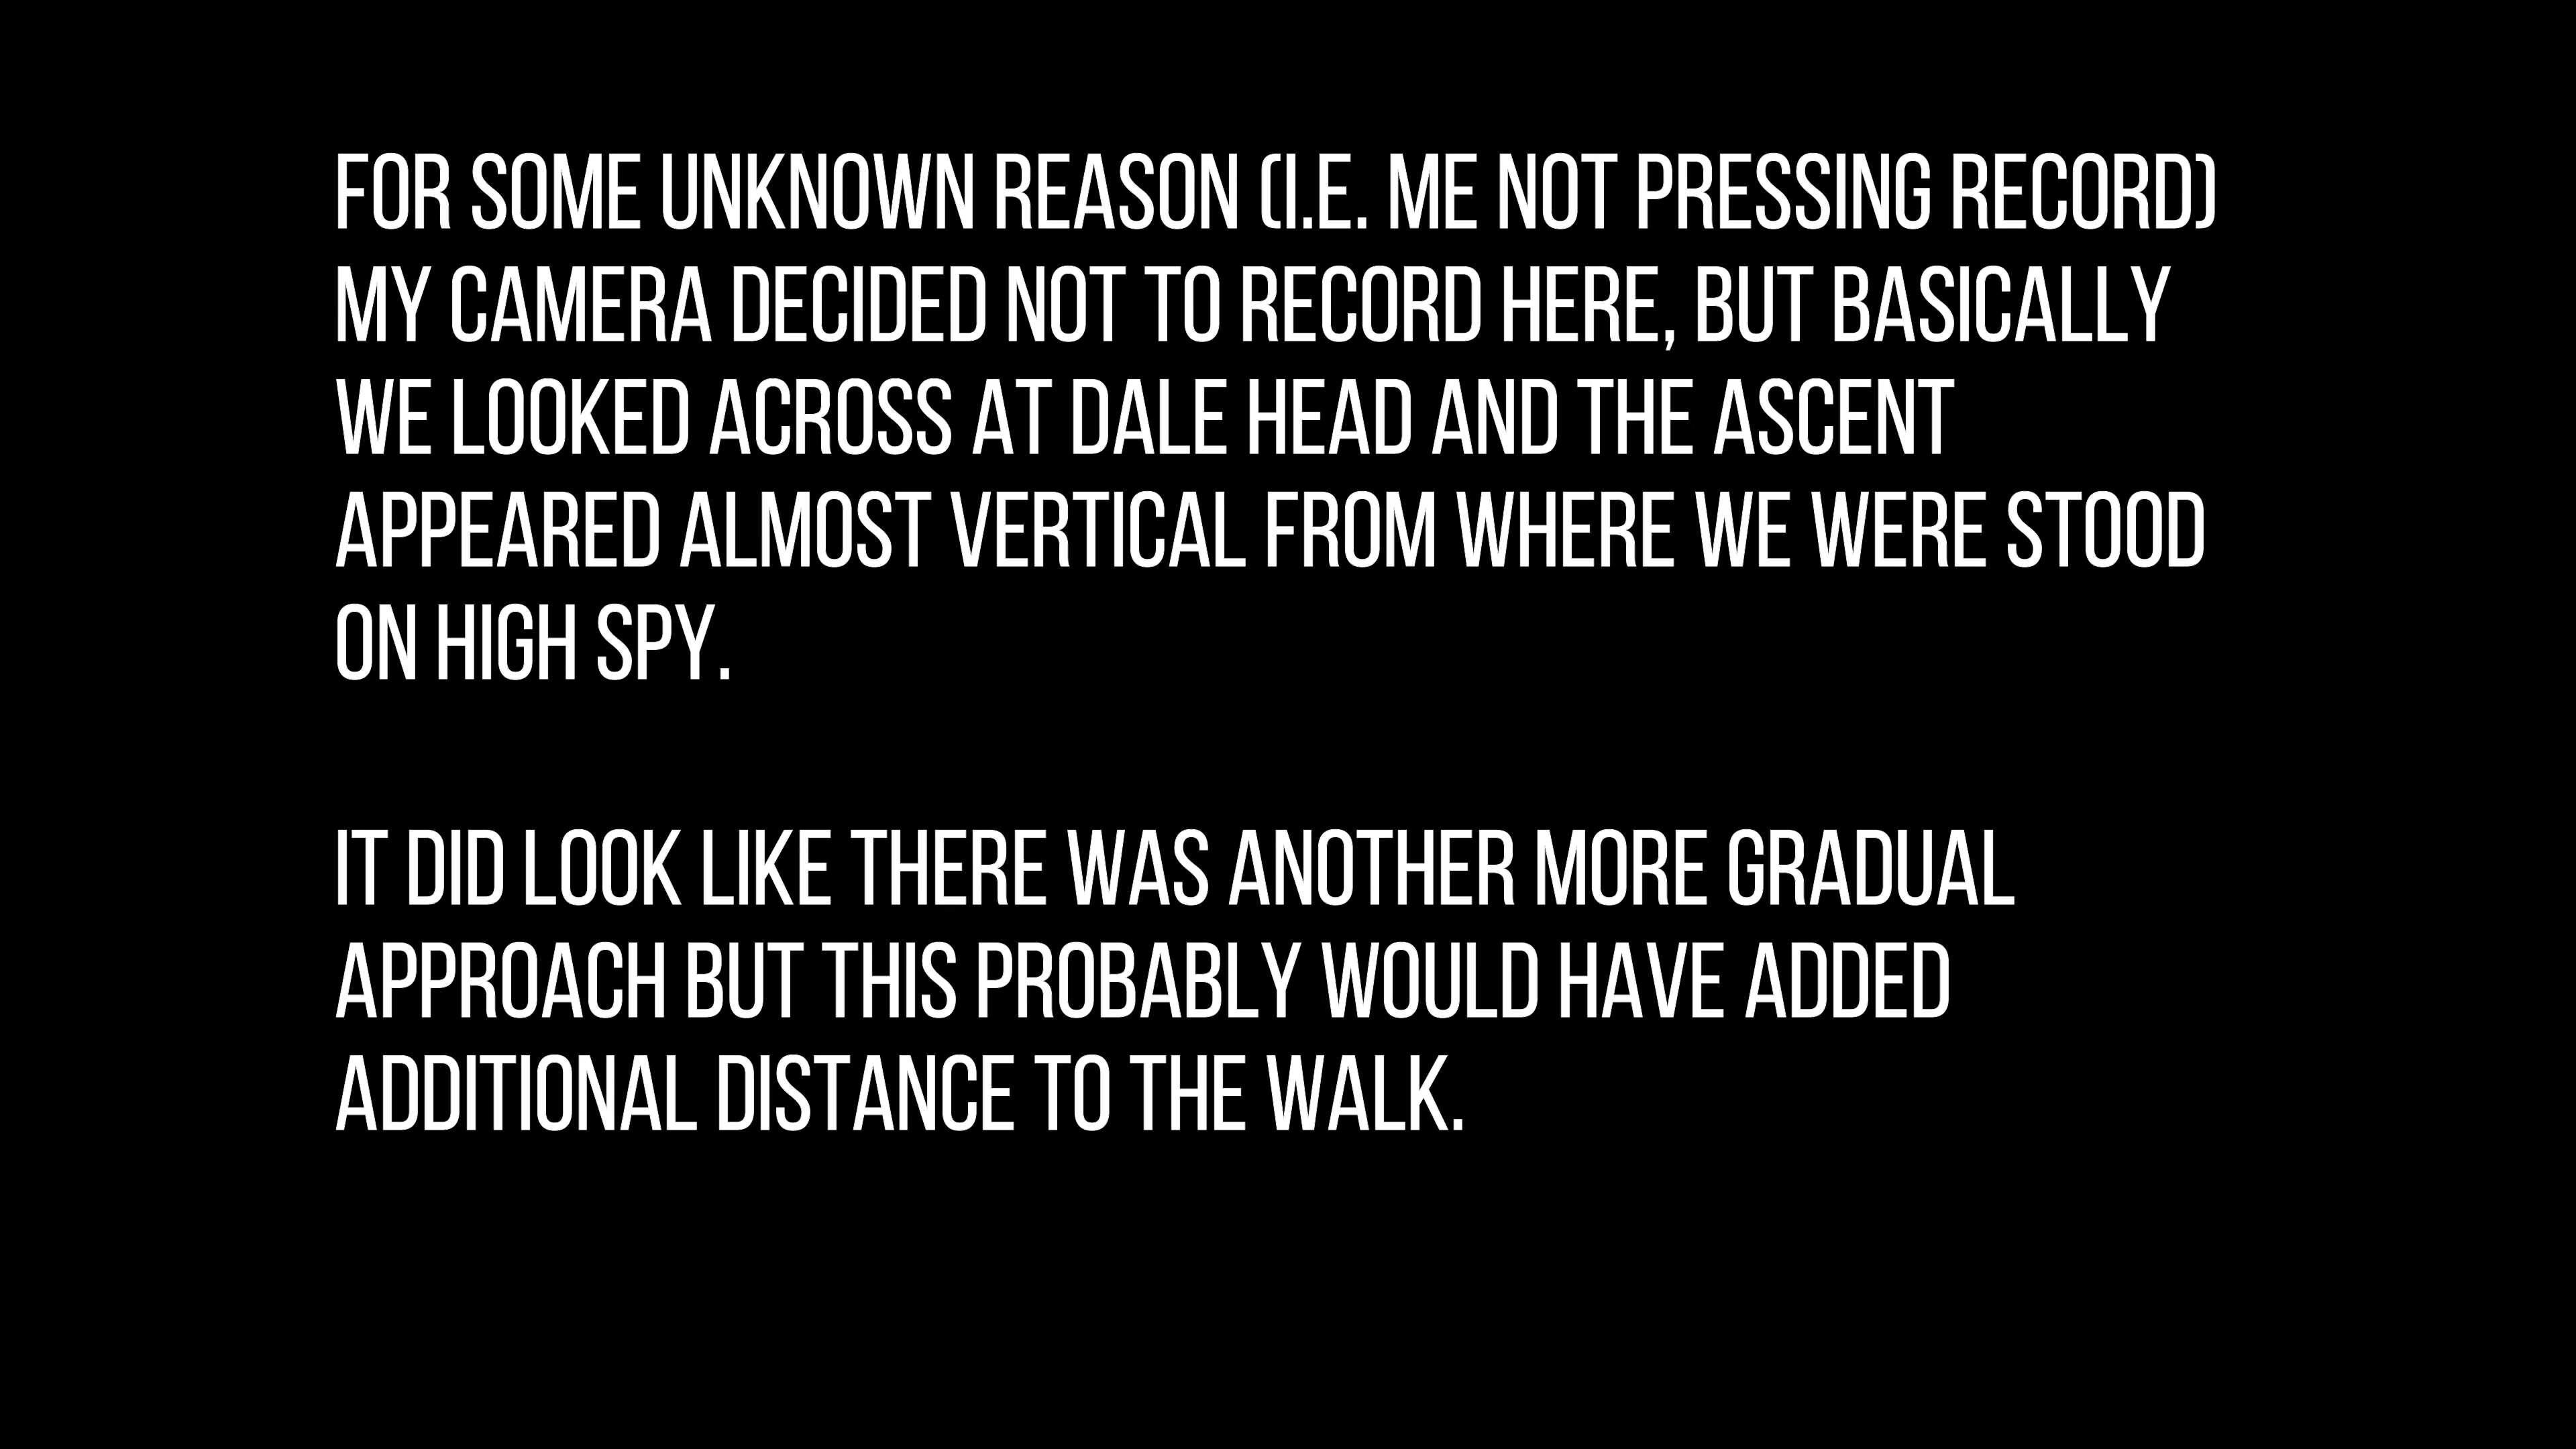 FOR SOME UNKNOWN REASON (I.E. ME NOT PRESSING RECORD)
MY CAMERA DECIDED NOT TO RECORD HERE, BUT BASICALLY
WE LOOKED ACROSS AT DALE HEAD AND THE ASCENT
APPEARED ALMOST VERTICAL FROM WHERE WE WERE STOOD
ON HIGH SPY.
IT DID LOOK LIKE THERE WAS ANOTHER MORE GRADUAL
APPROACH BUT THIS PROBABLY WOULD HAVE ADDED
ADDITIONAL DISTANCE TO THE WALK.